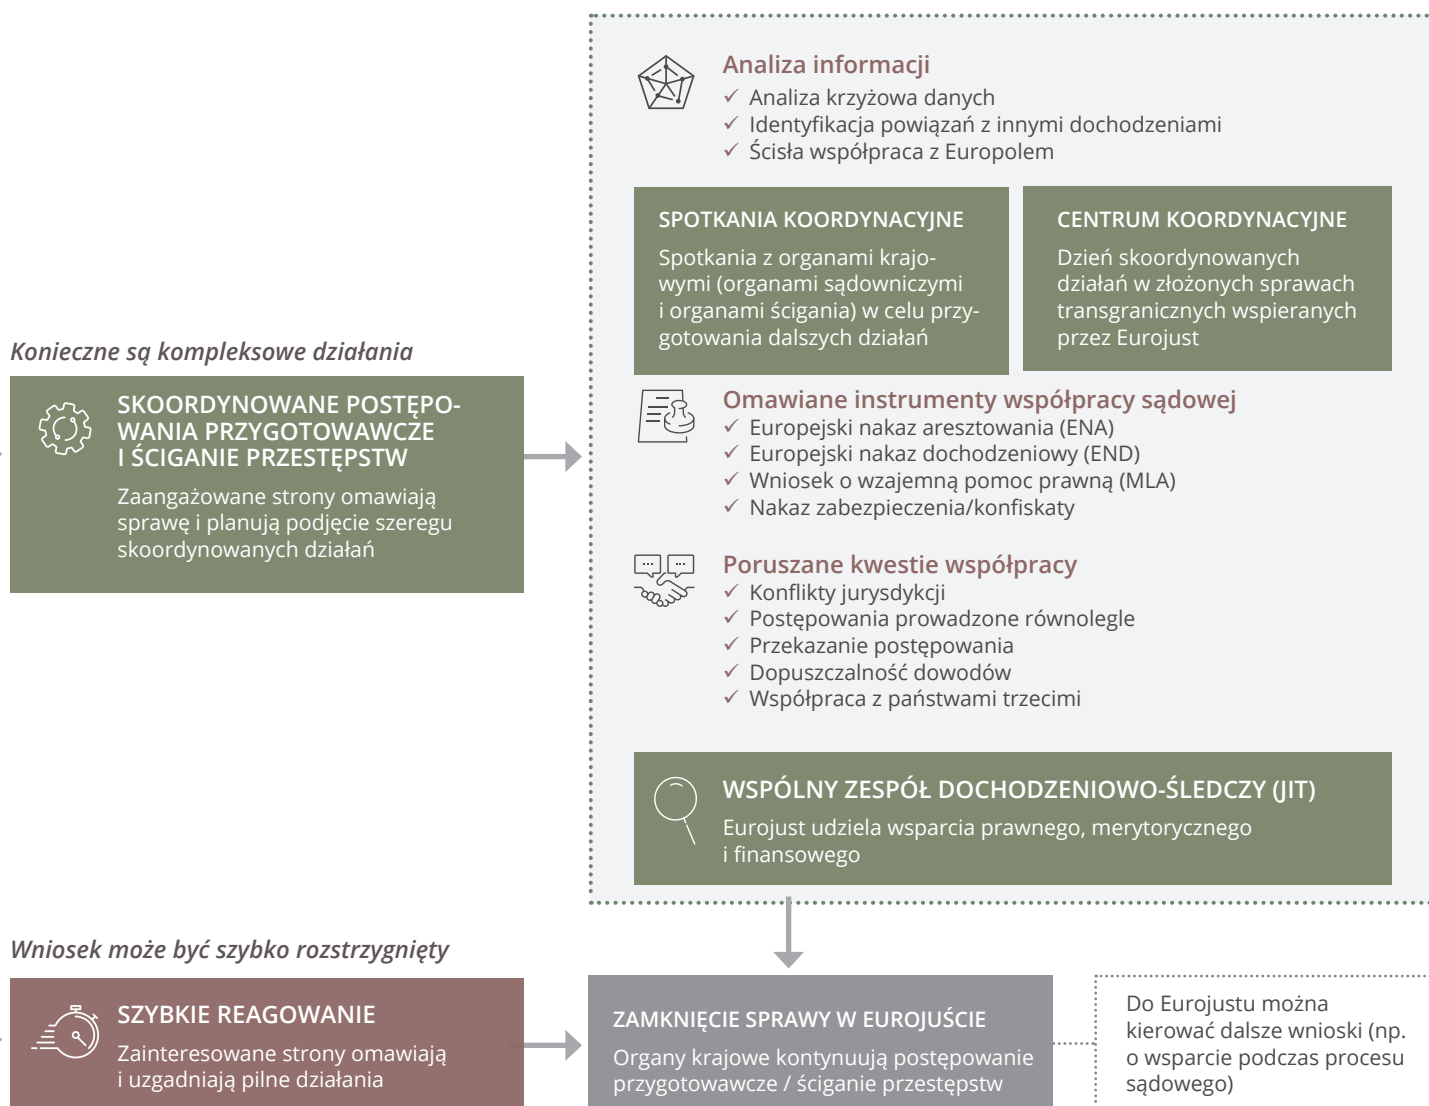 Analiza informacji
✓ Analiza krzyżowa danych
✓ Identyfikacja powiązań z innymi dochodzeniami
✓ Ścisła współpraca z Europolem
SPOTKANIA KOORDYNACYJNE
Spotkania z organami krajo-
wymi (organami sądowniczymi
i organami ścigania) w celu przy-
gotowania dalszych działań
CENTRUM KOORDYNACYJNE
Dzień skoordynowanych
działań w złożonych sprawach
transgranicznych wspieranych
przez Eurojust
Konieczne są kompleksowe działania
SKOORDYNOWANE POSTĘPO-
WANIA PRZYGOTOWAWCZE
I ŚCIGANIE PRZESTĘPSTW
Zaangażowane strony omawiają
sprawę i planują podjęcie szeregu
skoordynowanych działań
Omawiane instrumenty współpracy sądowej
✓ Europejski nakaz aresztowania (ENA)
✓ Europejski nakaz dochodzeniowy (END)
✓ Wniosek o wzajemną pomoc prawną (MLA)
✓ Nakaz zabezpieczenia/konfiskaty
Poruszane kwestie współpracy
✓ Konflikty jurysdykcji
✓ Postępowania prowadzone równolegle
✓ Przekazanie postępowania
✓ Dopuszczalność dowodów
✓ Współpraca z państwami trzecimi
WSPÓLNY ZESPÓŁ DOCHODZENIOWO-ŚLEDCZY (JIT)
Eurojust udziela wsparcia prawnego, merytorycznego
i finansowego
Wniosek może być szybko rozstrzygnięty
SZYBKIE REAGOWANIE
Zainteresowane strony omawiają
i uzgadniają pilne działania
ZAMKNIĘCIE SPRAWY W EUROJUŚCIE
Organy krajowe kontynuują postępowanie
przygotowawcze / ściganie przestępstw
Do Eurojustu można
kierować dalsze wnioski (np.
o wsparcie podczas procesu
sądowego)